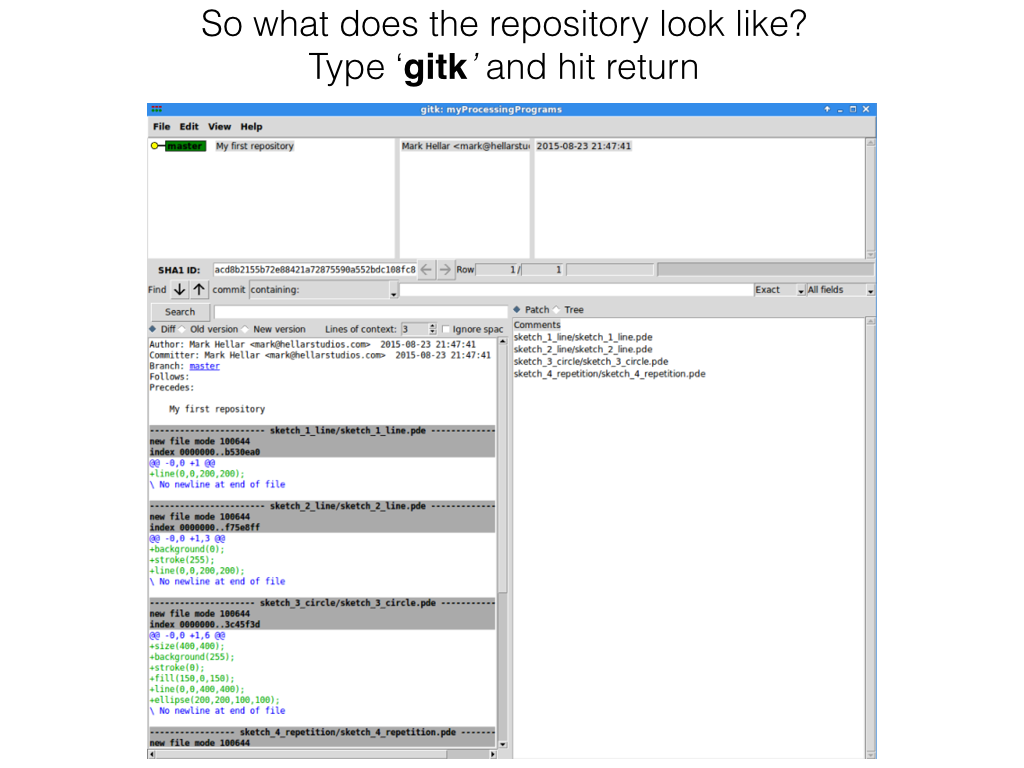 So what does the repository look like?
Type ‘gitk’ and hit return
gitk: myProcessingPrograms
File Edit View Help
master My first repository Mark Hellar <mark@hellarstu 2015-08-23 21:47:41
SHA1 ID: acd8b2155b72e88421a72875590a552bdc108fc8 Row 1/ 1
Find commit containing: Exact All fields
Search
Patch Tree
Diff Old version New version Lines of context: 3 Ignore spac
Comments
sketch_1_line/sketch_1_line.pde
sketch_2_line/sketch_2_line.pde
sketch_3_circle/sketch_3_circle.pde
sketch_4_repetition/sketch_4_repetition.pde
Author: Mark Hellar <mark@hellarstudios.com> 2015-08-23 21:47:41
Committer: Mark Hellar <mark@hellarstudios.com> 2015-08-23 21:47:41
Branch: master
Follows:
Precedes:
My first repository
---------------------- sketch_1_line/sketch_1_line.pde -------------
new file mode 100644
index 0000000..b530ea0
@@ -0,0 +1 @@
+line(0,0,200,200);
\ No newline at end of file
---------------------- sketch_2_line/sketch_2_line.pde -------------
new file mode 100644
index 0000000..f75e8ff
@@ -0,0 +1,3 @@
+background(0);
+stroke(255);
+line(0,0,200,200);
\ No newline at end of file
-------------------- sketch_3_circle/sketch_3_circle.pde -----------
new file mode 100644
index 0000000..3c45f3d
@@ -0,0 +1,6 @@
+size(400,400);
+background(255);
+stroke(0);
+fill(150,0,150);
+line(0,0,400,400);
+ellipse(200,200,100,100);
\ No newline at end of file
---------------- sketch_4_repetition/sketch_4_repetition.pde -------
new file mode 100644